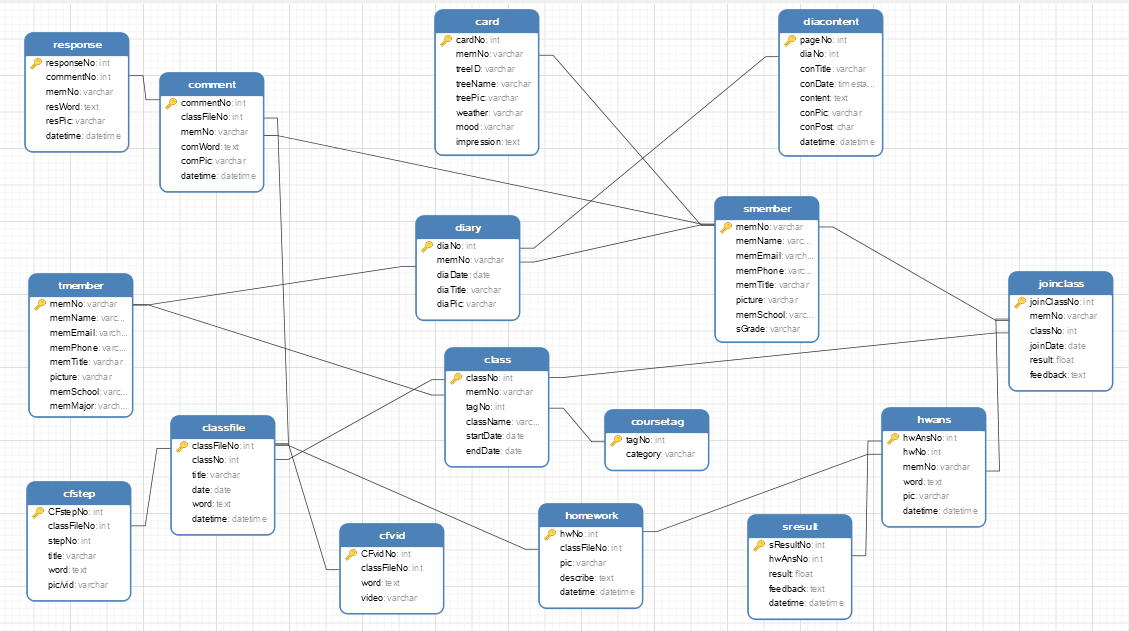 response
responseNo: int
commentNo: int
memNo: varchar
resWord: text
resPic: varchar
datetime: datetime
comment
commentNo: int
classFileNo: int
memNo: varchar
comWord: text
comPic: varchar
datetime: datetime
card
cardNo: int
memNo: varchar
treeID: varchar
treeName: varchar
treePic: varchar
weather: varchar
mood: varchar
impression: text
diacontent
pageNo: int
diaNo: int
conTitle: varchar
conDate: timesta...
content: text
conPic: varchar
conPost: char
datetime: datetime
diary
diaNo: int
memNo: varchar
diaDate: date
diaTitle: varchar
diaPic: varchar
smember
memNo: varchar
memName: varc...
memEmail: varch...
memPhone: varc...
memTitle: varchar
picture: varchar
memSchool: varc...
sGrade: varchar
tmember
memNo: varchar
memName: varc...
memEmail: varch...
memPhone: varc...
memTitle: varchar
picture: varchar
memSchool: varc...
memMajor: varch...
joinclass
joinClassNo: int
memNo: varchar
classNo: int
joinDate: date
result: float
feedback: text
class
classNo: int
memNo: varchar
tagNo: int
className: varc...
startDate: date
endDate: date
coursetag
tagNo: int
category: varchar
classfile
classFileNo: int
classNo: int
title: varchar
date: date
word: text
datetime: datetime
hwans
hwAnsNo: int
hwNo: int
memNo: varchar
word: text
pic: varchar
datetime: datetime
cfstep
CFstepNo: int
classFileNo: int
stepNo: int
title: varchar
word: text
pic/vid: varchar
cfvid
CFvidNo: int
classFileNo: int
word: text
video: varchar
homework
hwNo: int
classFileNo: int
pic: varchar
describe: text
datetime: datetime
sresult
sResultNo: int
hwAnsNo: int
result: float
feedback: text
datetime: datetime